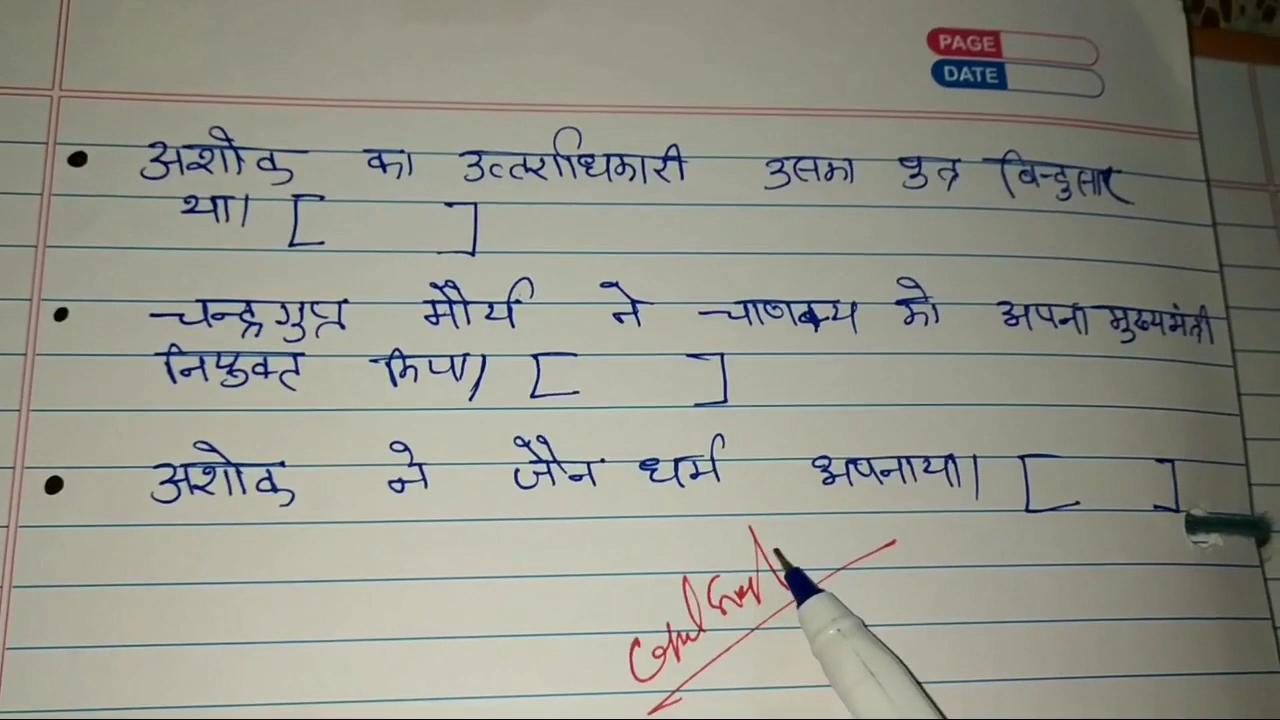 PAGE
DATE
• अशोक का उत्तराधिकारी उसका पुत्र बिन्दुसार
था। [ ]
• चन्द्रगुप्त मौर्य ने चाणक्य को अपना मुख्यमंत्री
नियुक्त किया। [ ]
• अशोक ने जैन धर्म अपनाया। [ ]